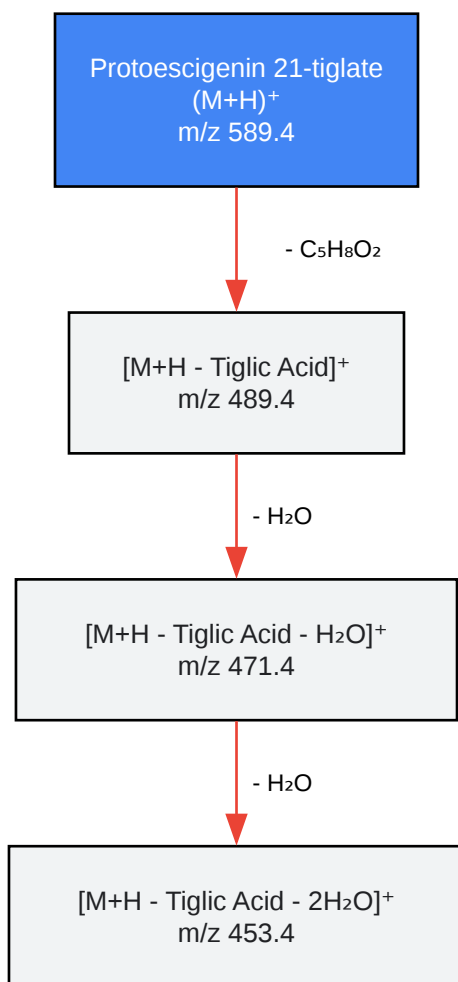 Protoescigenin 21-tiglate
(M+H)⁺
m/z 589.4
- C₅H₈O₂
[M+H - Tiglic Acid]⁺
m/z 489.4
- H₂O
[M+H - Tiglic Acid - H₂O]⁺
m/z 471.4
- H₂O
[M+H - Tiglic Acid - 2H₂O]⁺
m/z 453.4